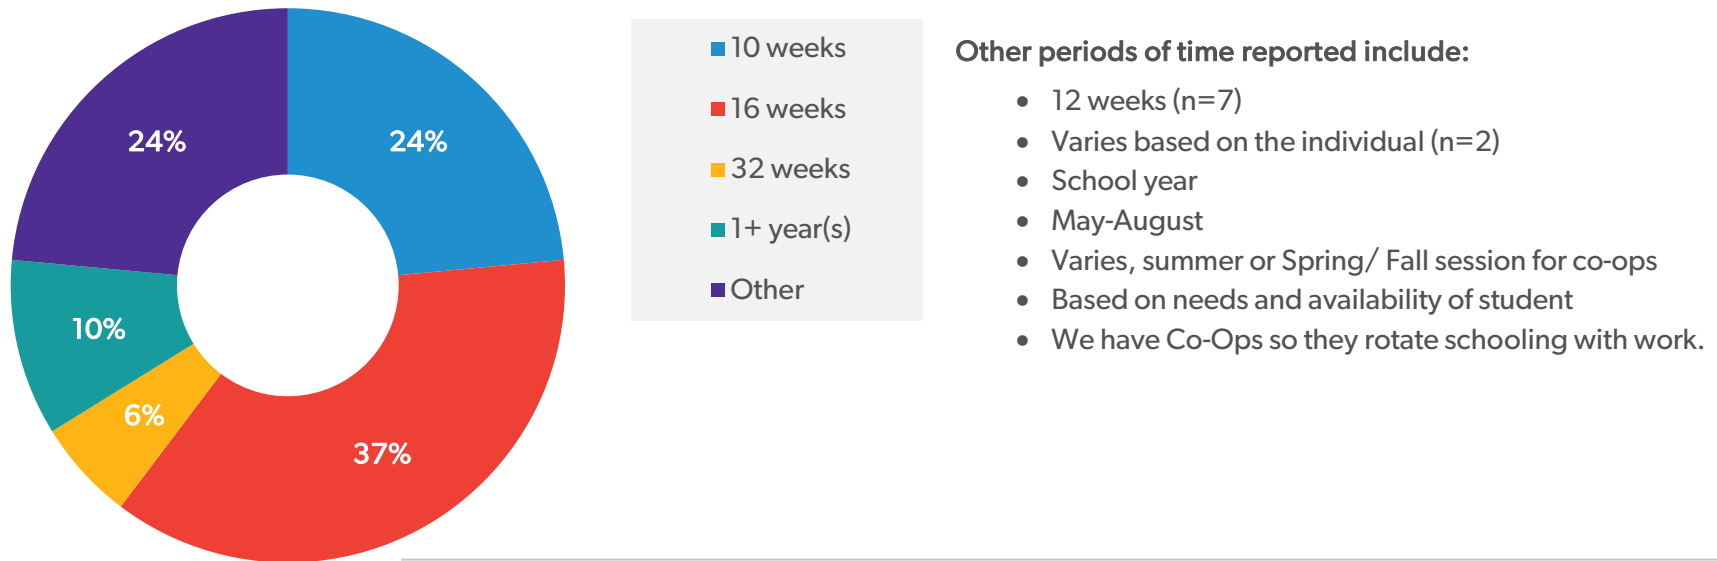 24%
24%
10%
6%
37%
10 weeks
16 weeks
32 weeks
1+ year(s)
Other
Other periods of time reported include:
• 12 weeks (n=7)
• Varies based on the individual (n=2)
• School year
• May-August
• Varies, summer or Spring/ Fall session for co-ops
• Based on needs and availability of student
• We have Co-Ops so they rotate schooling with work.